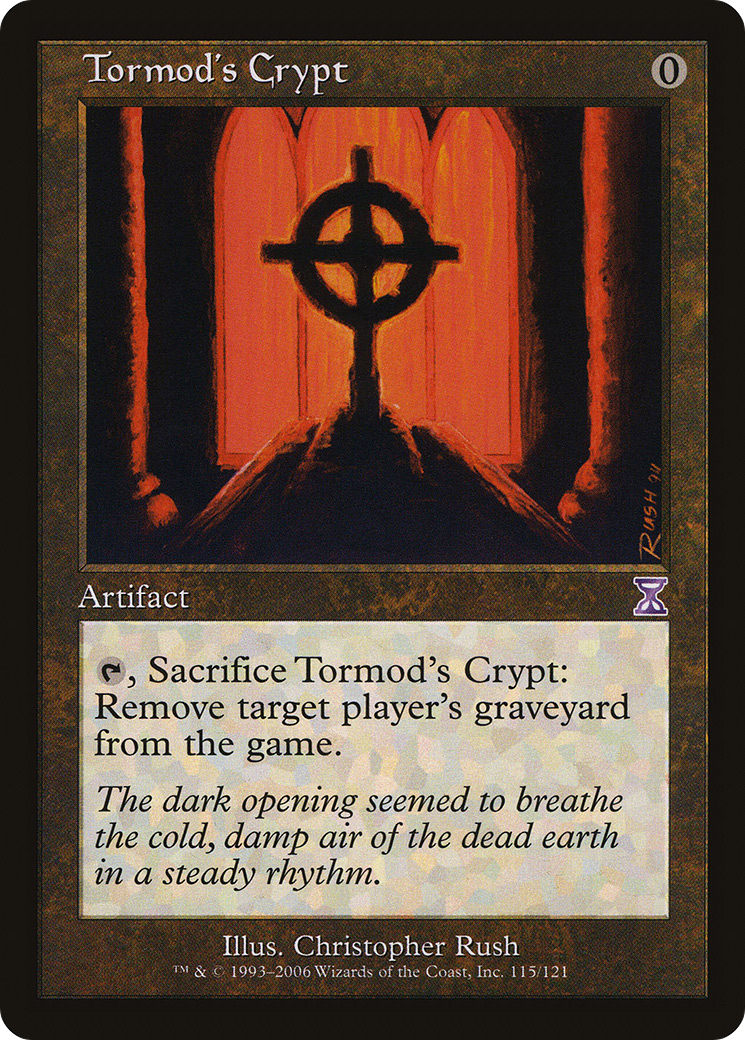 Tormod's Crypt
0
RUSH 94
Artifact
, Sacrifice Tormod's Crypt:
Remove target player's graveyard
from the game.
The dark opening seemed to breathe
the cold, damp air of the dead earth
in a steady rhythm.
Illus. Christopher Rush
™ & © 1993–2006 Wizards of the Coast, Inc. 115/121